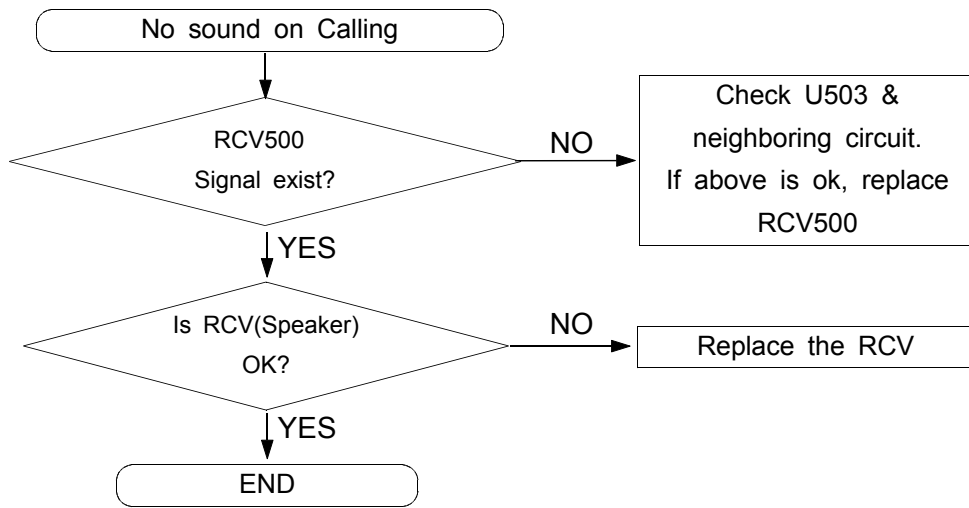 No sound on Calling
RCV500
Signal exist?
NO
Check U503 &
neighboring circuit.
If above is ok, replace
RCV500
YES
Is RCV(Speaker)
OK?
NO
Replace the RCV
YES
END